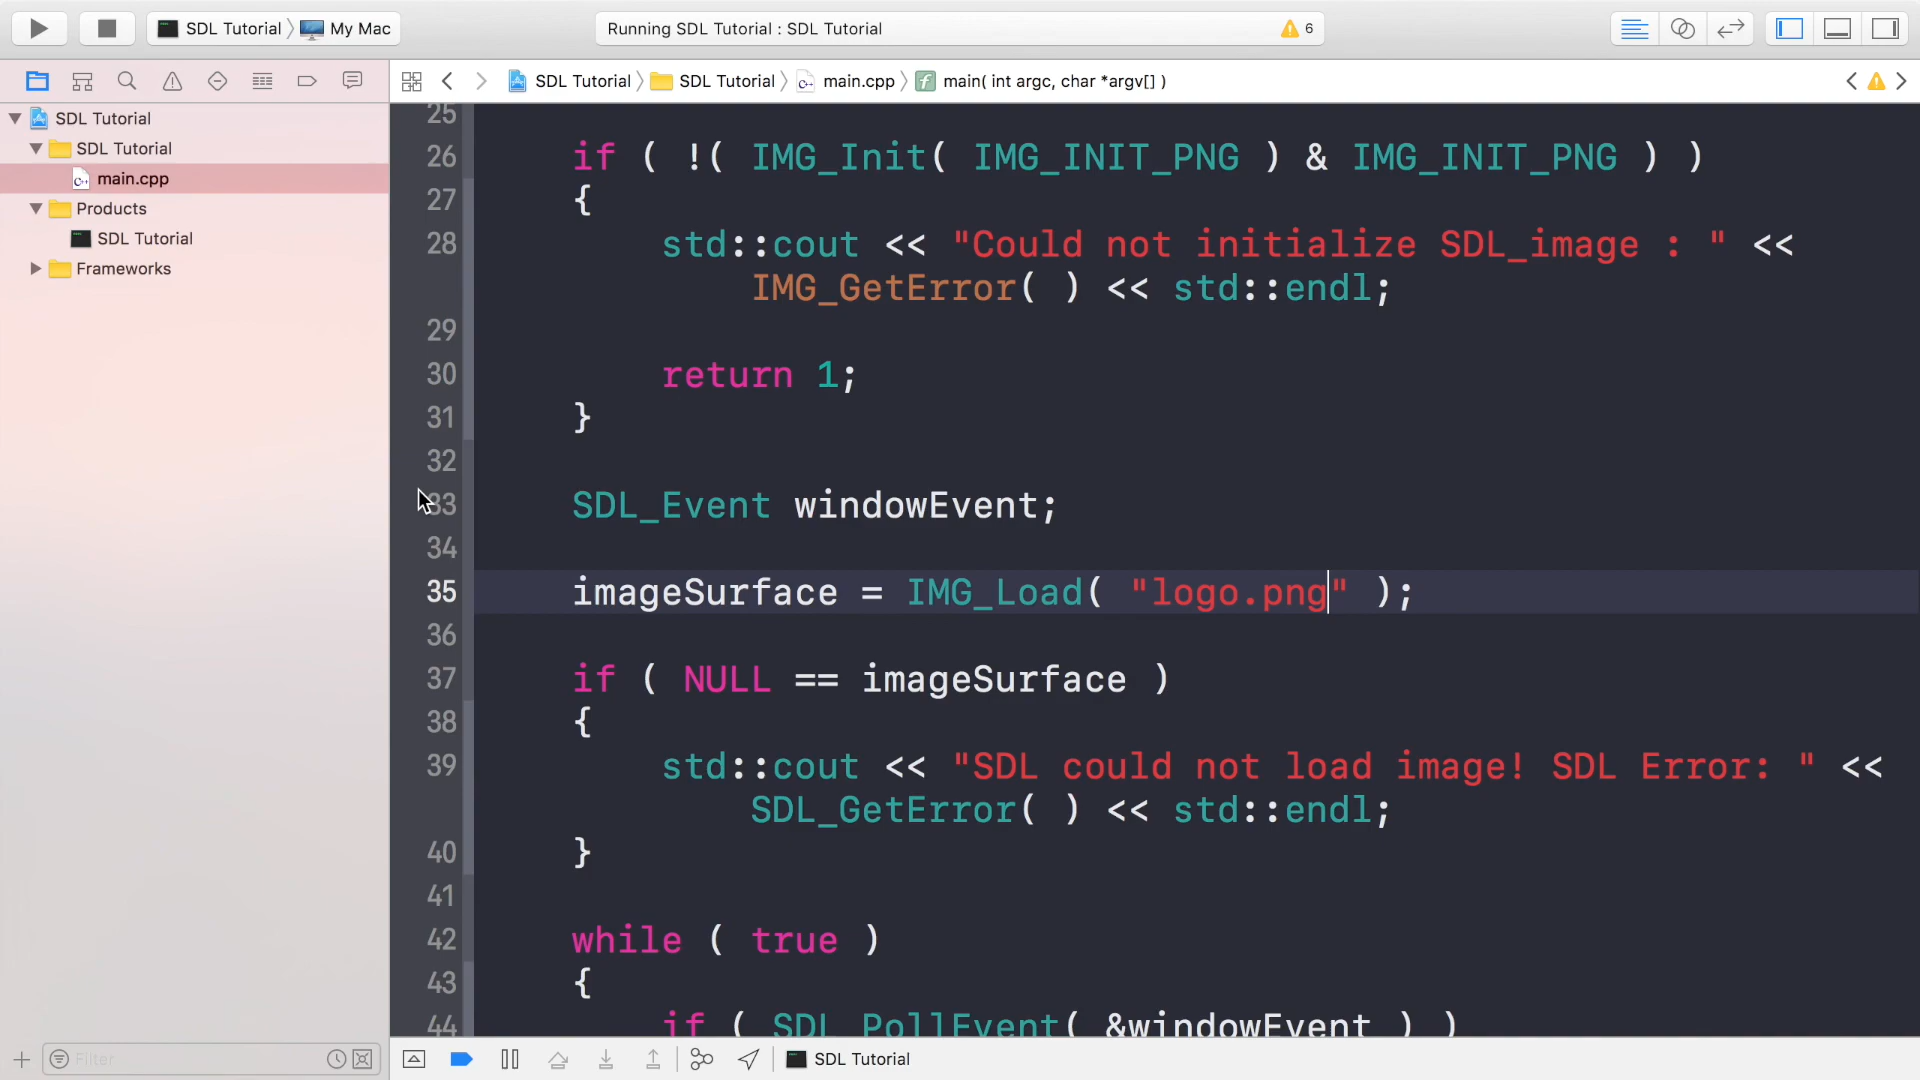 SDL Tutorial My Mac Running SDL Tutorial : SDL Tutorial 6
SDL Tutorial SDL Tutorial main.cpp main( int argc, char *argv[] )
SDL Tutorial
SDL Tutorial
main.cpp
Products
SDL Tutorial
Frameworks
25
26 if ( !( IMG_Init( IMG_INIT_PNG ) & IMG_INIT_PNG ) )
27 {
28 std::cout << "Could not initialize SDL_image : " <<
IMG_GetError( ) << std::endl;
29
30 return 1;
31 }
32
33 SDL_Event windowEvent;
34
35 imageSurface = IMG_Load( "logo.png" );
36
37 if ( NULL == imageSurface )
38 {
39 std::cout << "SDL could not load image! SDL Error: " <<
SDL_GetError( ) << std::endl;
40 }
41
42 while ( true )
43 {
44 if ( SDL_PollEvent( &windowEvent ) )
Filter SDL Tutorial